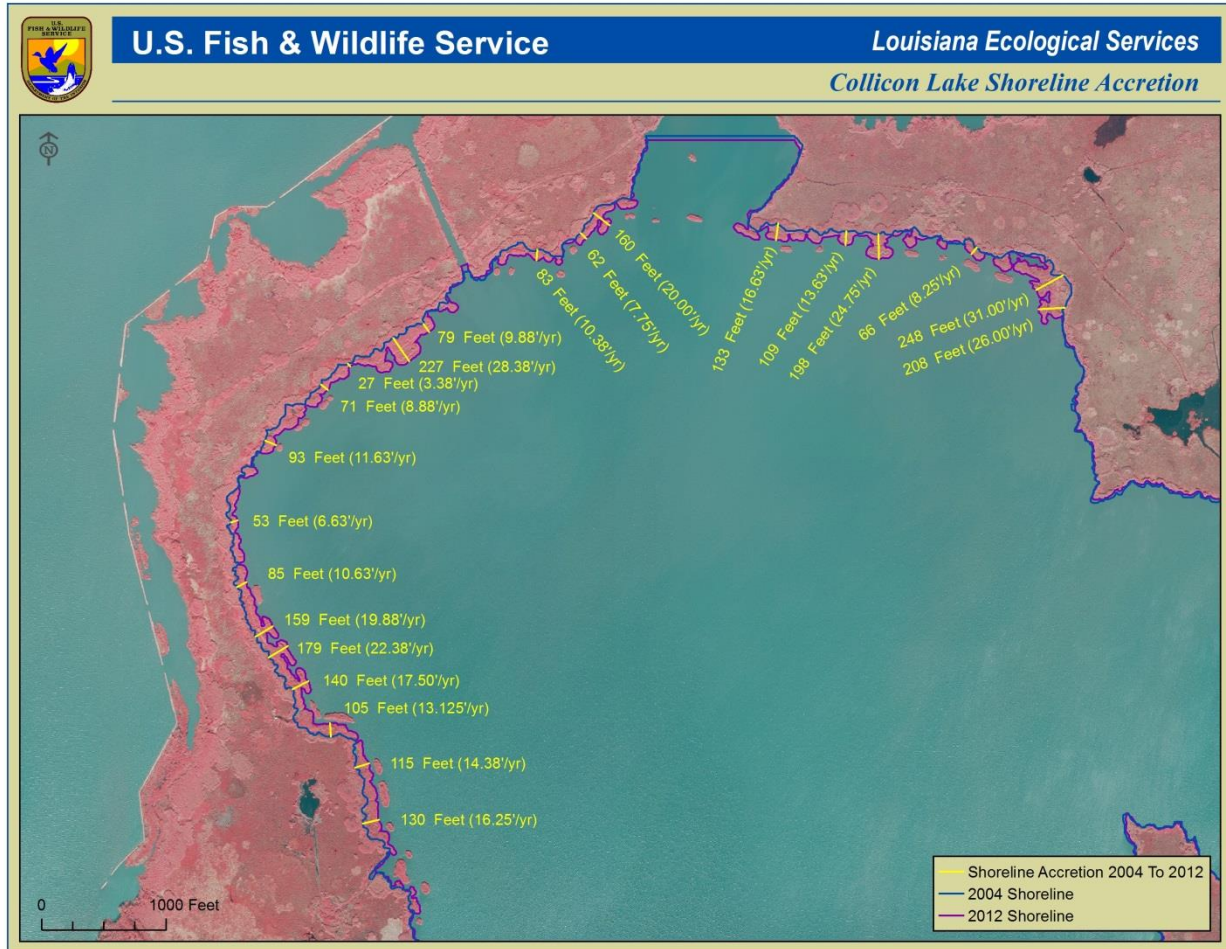 U.S.
FISH & WILDLIFE
SERVICE
U.S. Fish & Wildlife Service
Louisiana Ecological Services
Collicon Lake Shoreline Accretion
N
160 Feet (20.00'/yr)
62 Feet (7.75'/yr)
83 Feet (10.38'/yr)
133 Feet (16.63'/yr)
109 Feet (13.63'/yr)
198 Feet (24.75'/yr)
66 Feet (8.25'/yr)
248 Feet (31.00'/yr)
208 Feet (26.00'/yr)
79 Feet (9.88'/yr)
227 Feet (28.38'/yr)
27 Feet (3.38'/yr)
71 Feet (8.88'/yr)
93 Feet (11.63'/yr)
53 Feet (6.63'/yr)
85 Feet (10.63'/yr)
159 Feet (19.88'/yr)
179 Feet (22.38'/yr)
140 Feet (17.50'/yr)
105 Feet (13.125'/yr)
115 Feet (14.38'/yr)
130 Feet (16.25'/yr)
0 1000 Feet
Shoreline Accretion 2004 To 2012
2004 Shoreline
2012 Shoreline